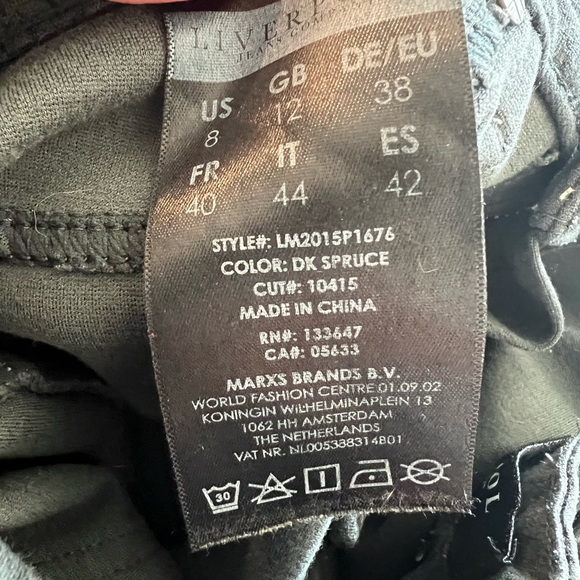 JEANS COMPANY
US GB DE/EU
8 12 38
FR IT ES
40 44 42
STYLE#: LM2015P1676
COLOR: DK SPRUCE
CUT#: 10415
MADE IN CHINA
RN#: 133647
CA#: 05633
MARXS BRANDS B.V.
WORLD FASHION CENTRE 01.09.02
KONINGIN WILHELMINAPLEIN 13
1062 HH AMSTERDAM
THE NETHERLANDS
VAT NR. NL005388314B01
30